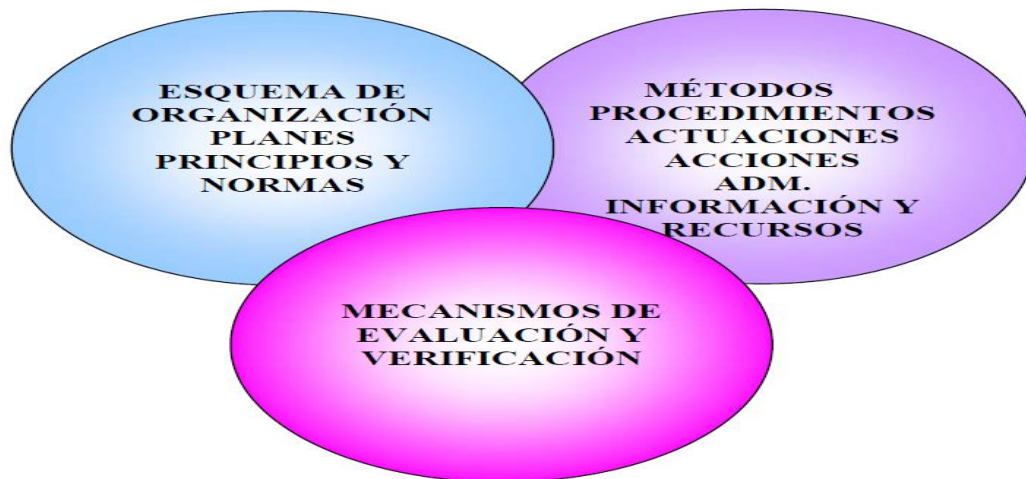 ESQUEMA DE
ORGANIZACIÓN
PLANES
PRINCIPIOS Y
NORMAS
MÉTODOS
PROCEDIMIENTOS
ACTUACIONES
ACCIONES
ADM.
INFORMACIÓN Y
RECURSOS
MECANISMOS DE
EVALUACIÓN Y
VERIFICACIÓN